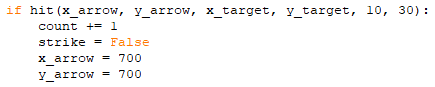 if hit(x_arrow, y_arrow, x_target, y_target, 10, 30):
    count += 1
    strike = False
    x_arrow = 700
    y_arrow = 700